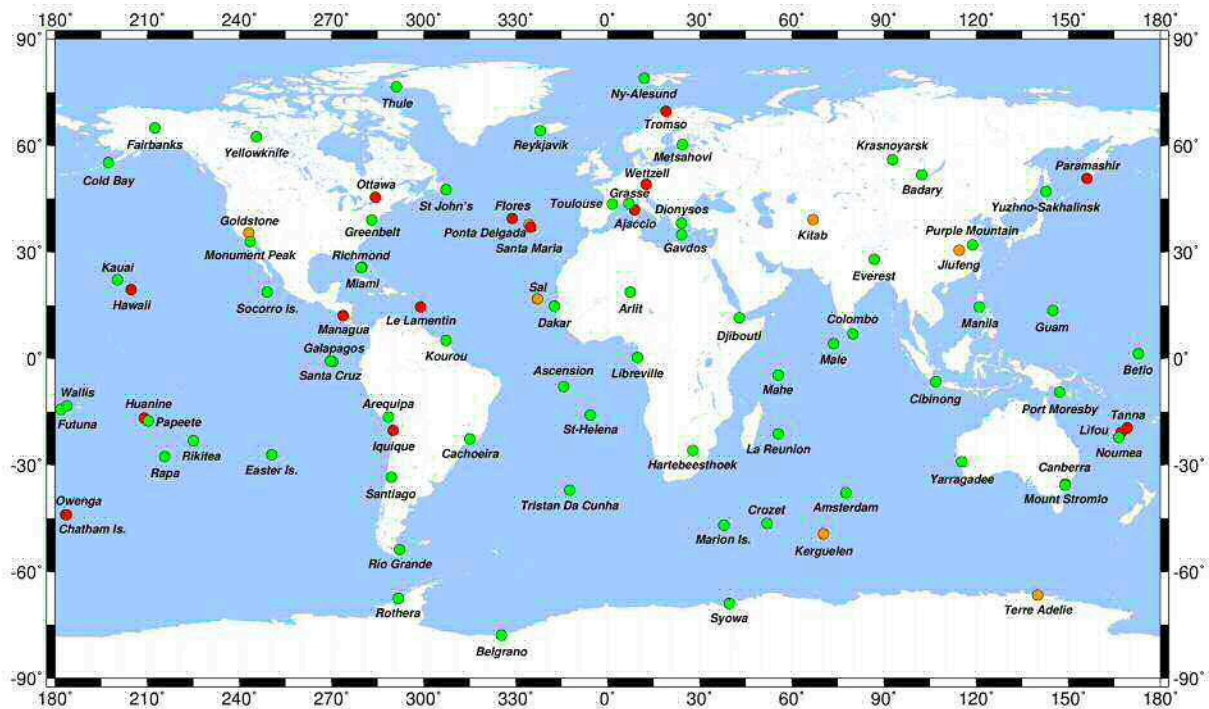 180˚ 210˚ 240˚ 270˚ 300˚ 330˚ 0˚ 30˚ 60˚ 90˚ 120˚ 150˚ 180˚
90˚ 90˚
Ny-Alesund
Thule
Tromso
Fairbanks
Yellowknife
Reykjavik
Metsahovi
Krasnoyarsk
60˚ 60˚
Cold Bay
Wettzell
Badary
Paramashir
Ottawa
Grasse
St John's
Flores
Toulouse
Dionysos
Yuzhno-Sakhalinsk
Goldstone
Greenbelt
Ponta Delgada
Ajaccio
Kitab
Purple Mountain
Santa Maria
Gavdos
Monument Peak
Richmond
Jiufeng
30˚ 30˚
Kauai
Miami
Everest
Hawaii
Socorro Is.
Sal
Arlit
Managua
Le Lamentin
Dakar
Colombo
Manila
Guam
Djibouti
Galapagos
Kourou
Male
0˚ 0˚
Santa Cruz
Ascension
Libreville
Mahe
Betio
Wallis
Cibinong
Huanine
Arequipa
Port Moresby
Tanna
Futuna
Papeete
St-Helena
Lifou
Iquique
Cachoeira
La Reunion
Noumea
Rikitea
Rapa
Easter Is.
Hartebeesthoek
Yarragadee
Canberra
-30˚ -30˚
Santiago
Mount Stromlo
Owenga
Tristan Da Cunha
Crozet
Amsterdam
Chatham Is.
Marion Is.
Kerguelen
Rio Grande
-60˚ -60˚
Rothera
Syowa
Terre Adelie
Belgrano
-90˚ -90˚
180˚ 210˚ 240˚ 270˚ 300˚ 330˚ 0˚ 30˚ 60˚ 90˚ 120˚ 150˚ 180˚